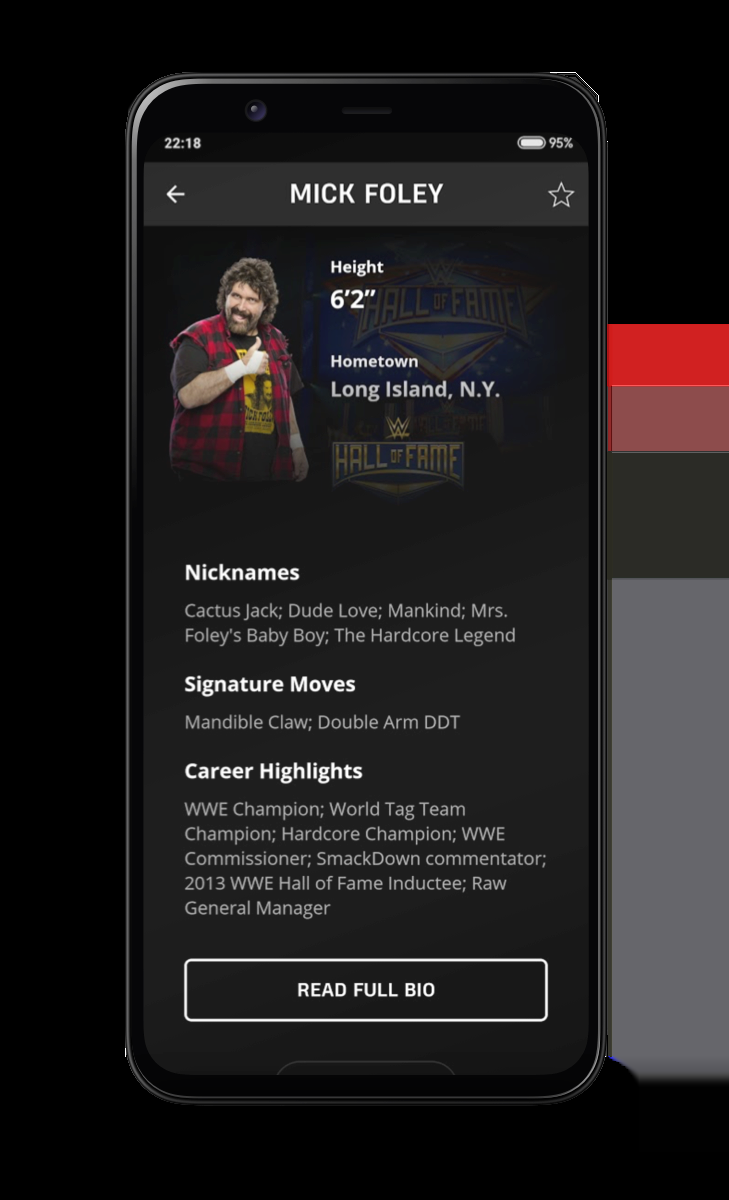 22:18
95%
MICK FOLEY
Height
6’2”
W
HALL OF FAME
Hometown
Long Island, N.Y.
W
HALL OF FAME
Nicknames
Cactus Jack; Dude Love; Mankind; Mrs.
Foley's Baby Boy; The Hardcore Legend
Signature Moves
Mandible Claw; Double Arm DDT
Career Highlights
WWE Champion; World Tag Team
Champion; Hardcore Champion; WWE
Commissioner; SmackDown commentator;
2013 WWE Hall of Fame Inductee; Raw
General Manager
READ FULL BIO